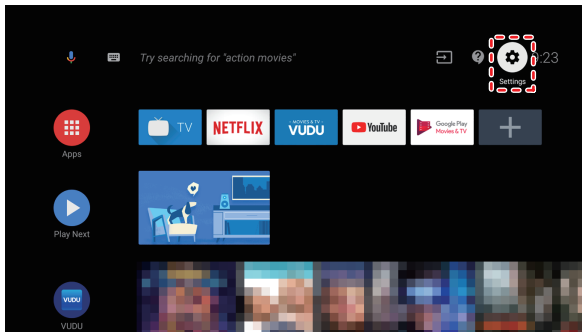 Try searching for "action movies"
:23
Settings
TV
NETFLIX
MOVIES & TV
VUDU
YouTube
Google Play
Movies & TV
Apps
Play Next
VUDU
VUDU